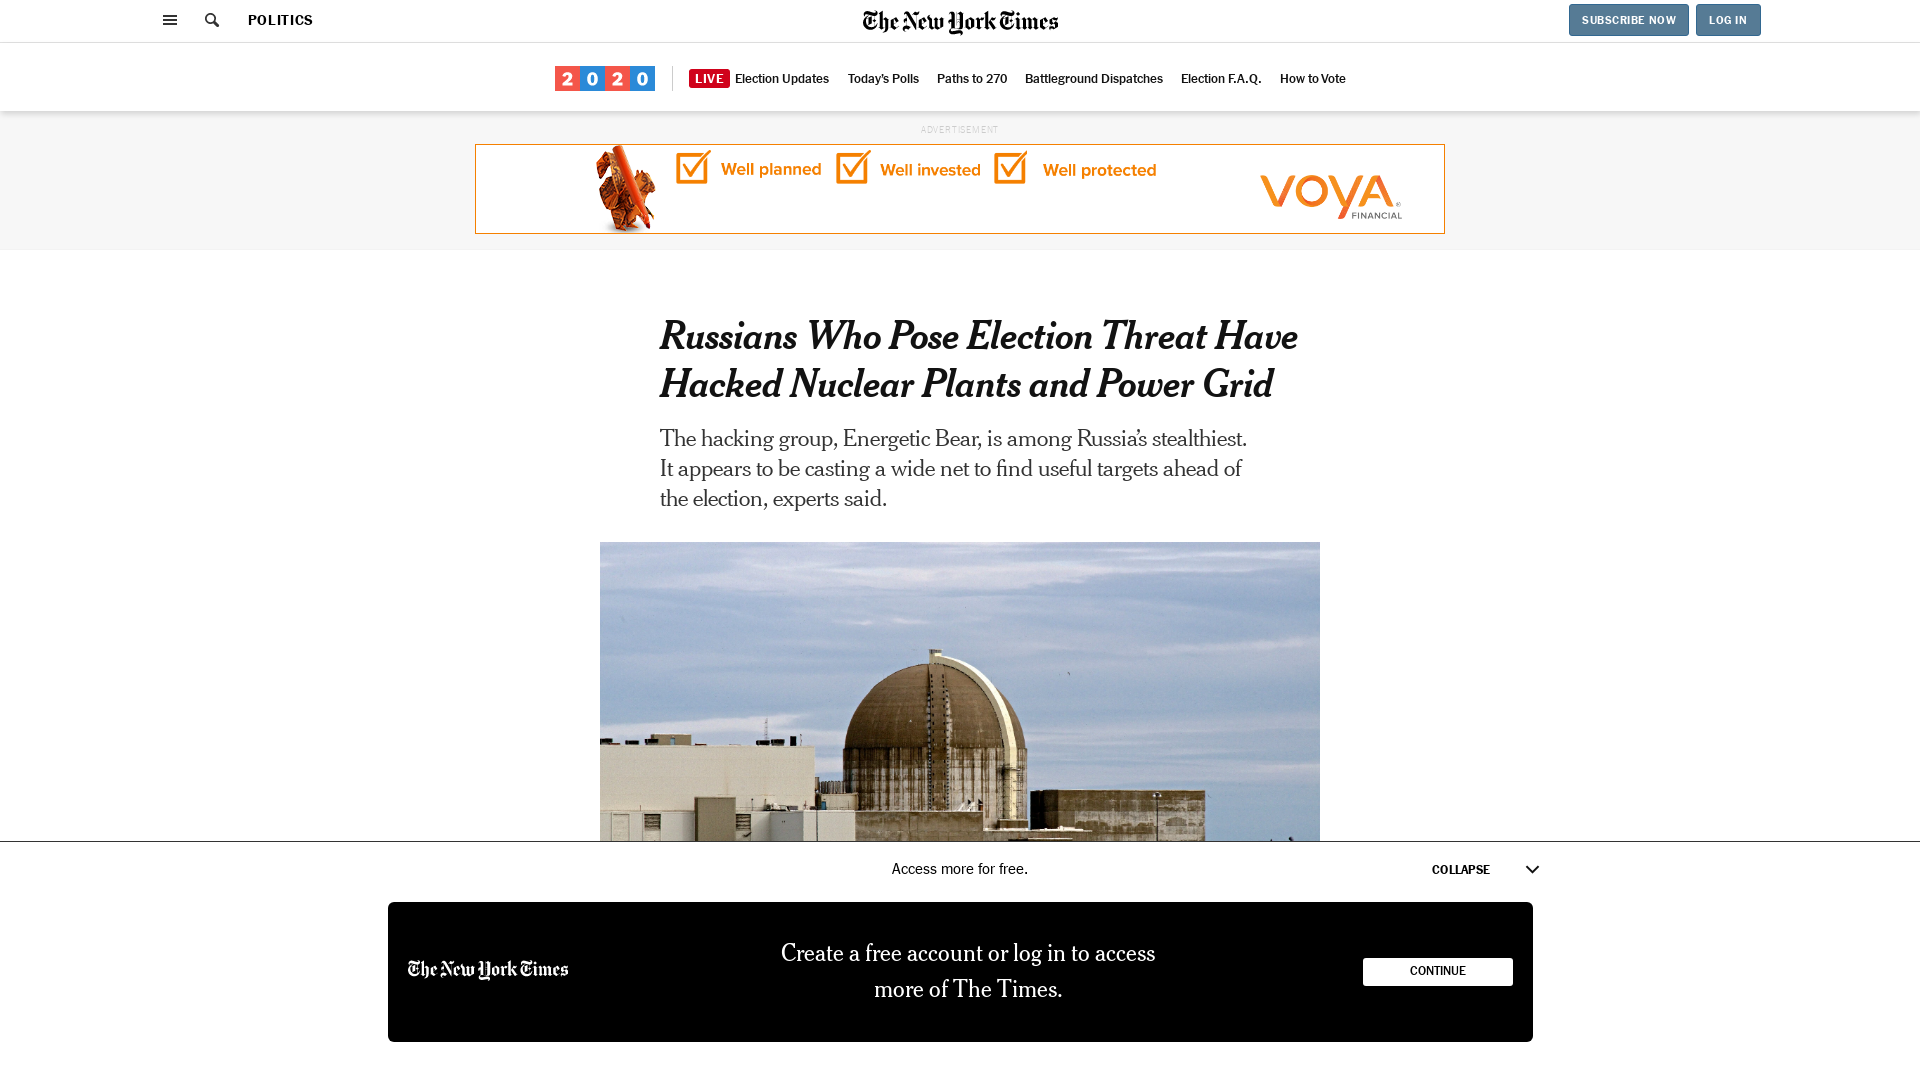 POLITICS
The New York Times
SUBSCRIBE NOW
LOG IN
2020
LIVE Election Updates
Today's Polls
Paths to 270
Battleground Dispatches
Election F.A.Q.
How to Vote
ADVERTISEMENT
Well planned
Well invested
Well protected
VOYA®
FINANCIAL
Russians Who Pose Election Threat Have
Hacked Nuclear Plants and Power Grid
The hacking group, Energetic Bear, is among Russia’s stealthiest.
It appears to be casting a wide net to find useful targets ahead of
the election, experts said.
Access more for free.
COLLAPSE
The New York Times
Create a free account or log in to access
more of The Times.
CONTINUE